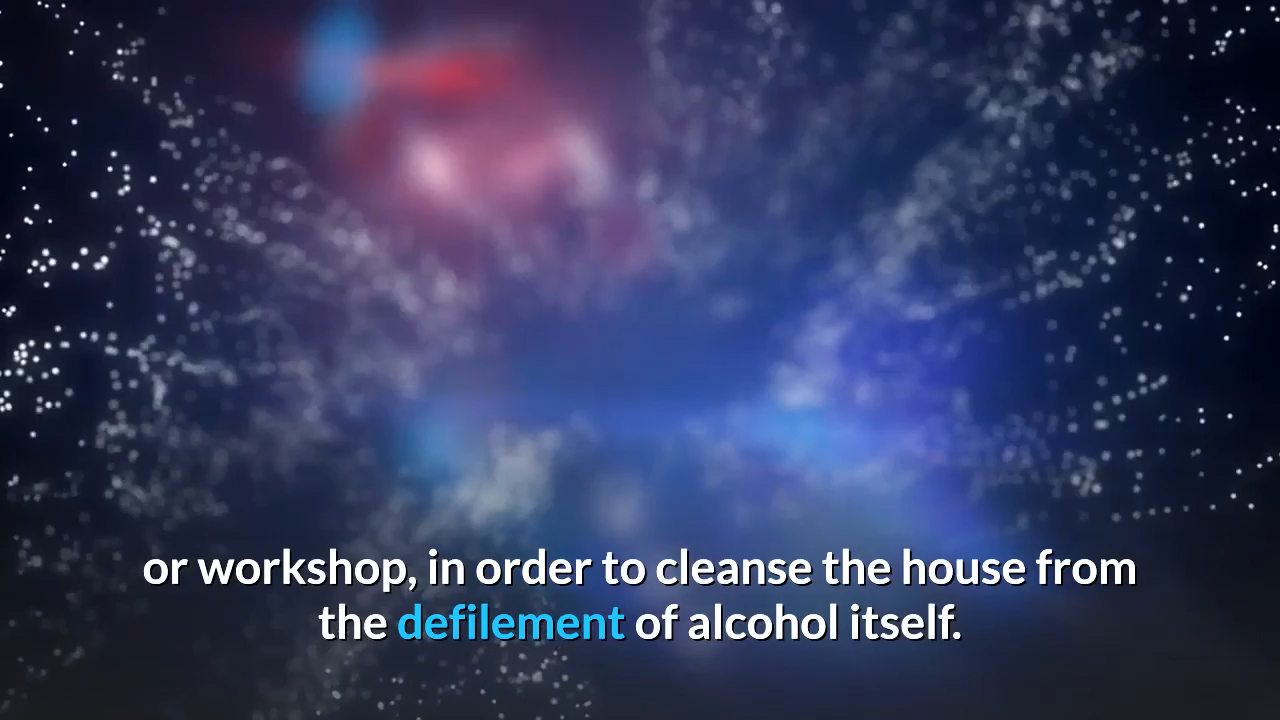 or workshop, in order to cleanse the house from
the defilement of alcohol itself.